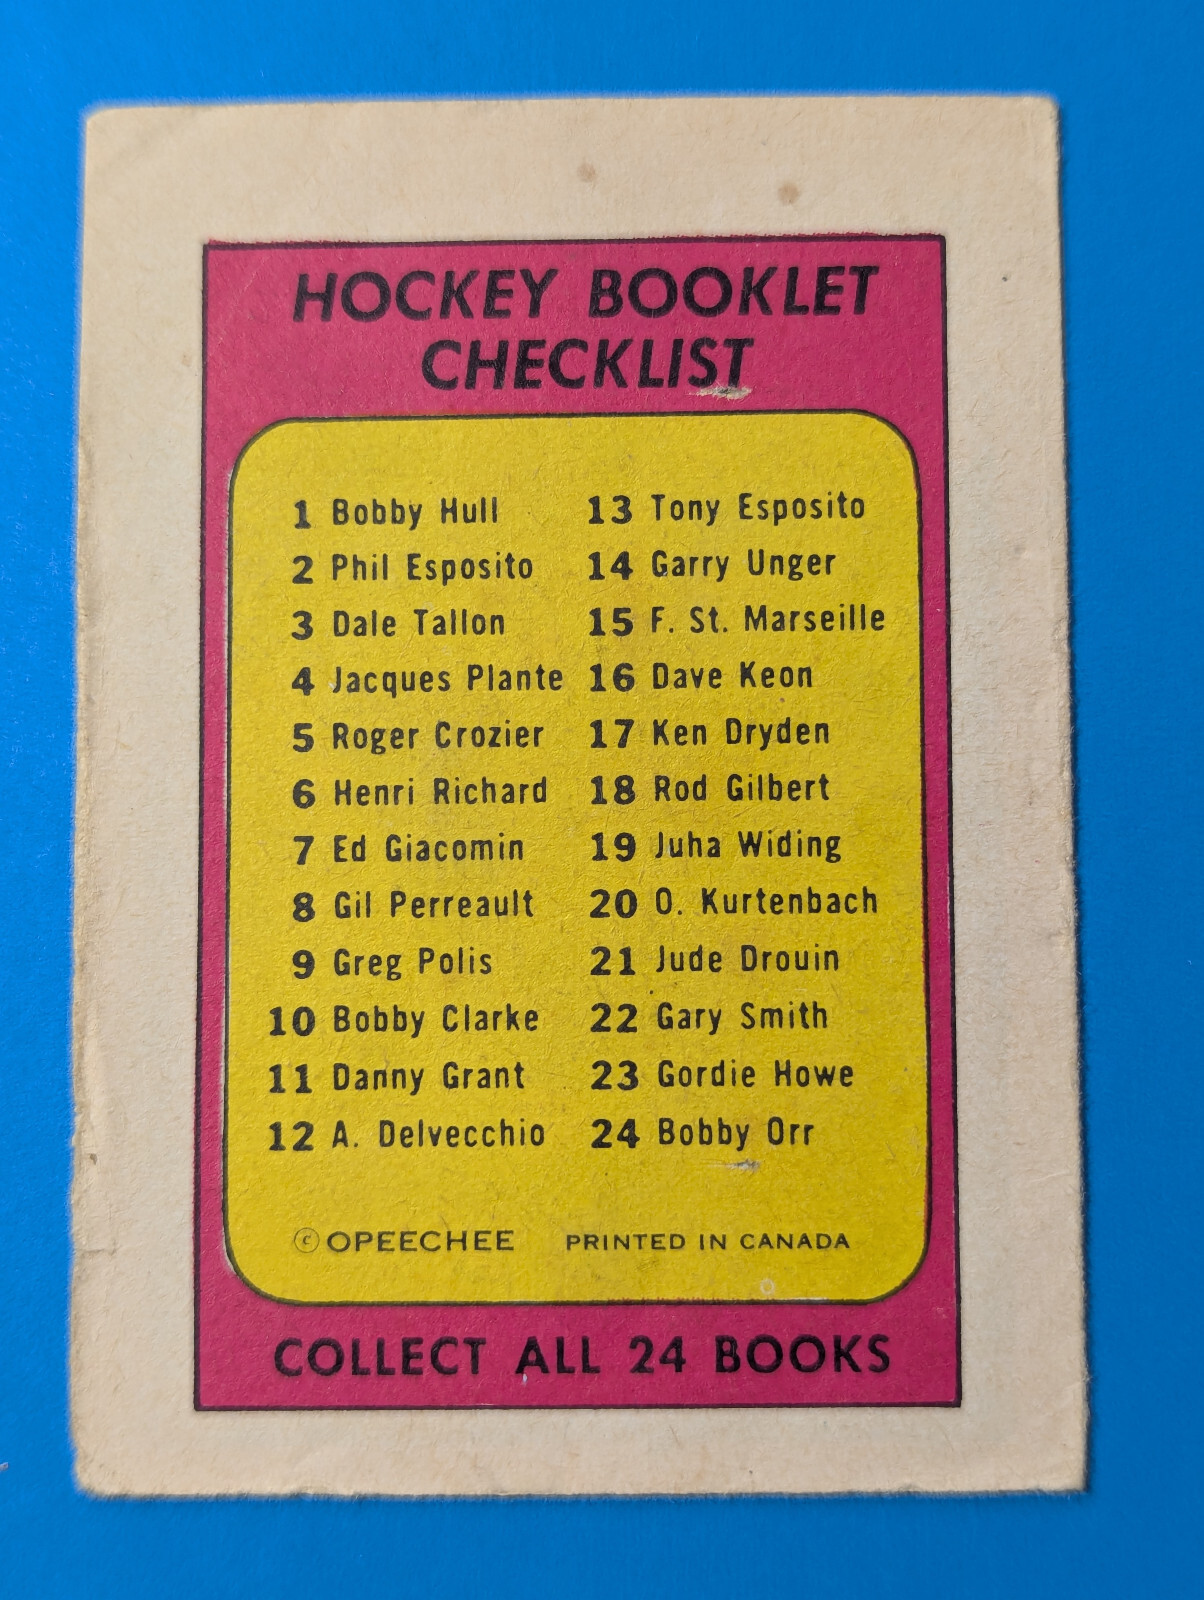 HOCKEY BOOKLET
CHECKLIST
1 Bobby Hull
2 Phil Esposito
3 Dale Tallon
4 Jacques Plante
5 Roger Crozier
6 Henri Richard
7 Ed Giacomin
8 Gil Perreault
9 Greg Polis
10 Bobby Clarke
11 Danny Grant
12 A. Delvecchio
13 Tony Esposito
14 Garry Unger
15 F. St. Marseille
16 Dave Keon
17 Ken Dryden
18 Rod Gilbert
19 Juha Widing
20 O. Kurtenbach
21 Jude Drouin
22 Gary Smith
23 Gordie Howe
24 Bobby Orr
© OPEECHEE PRINTED IN CANADA
COLLECT ALL 24 BOOKS